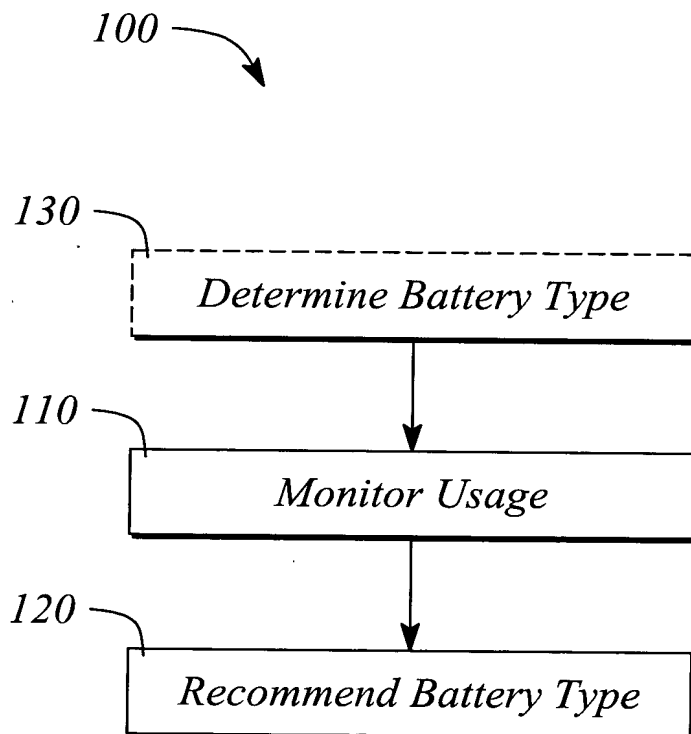 100
130
Determine Battery Type
110
Monitor Usage
120
Recommend Battery Type